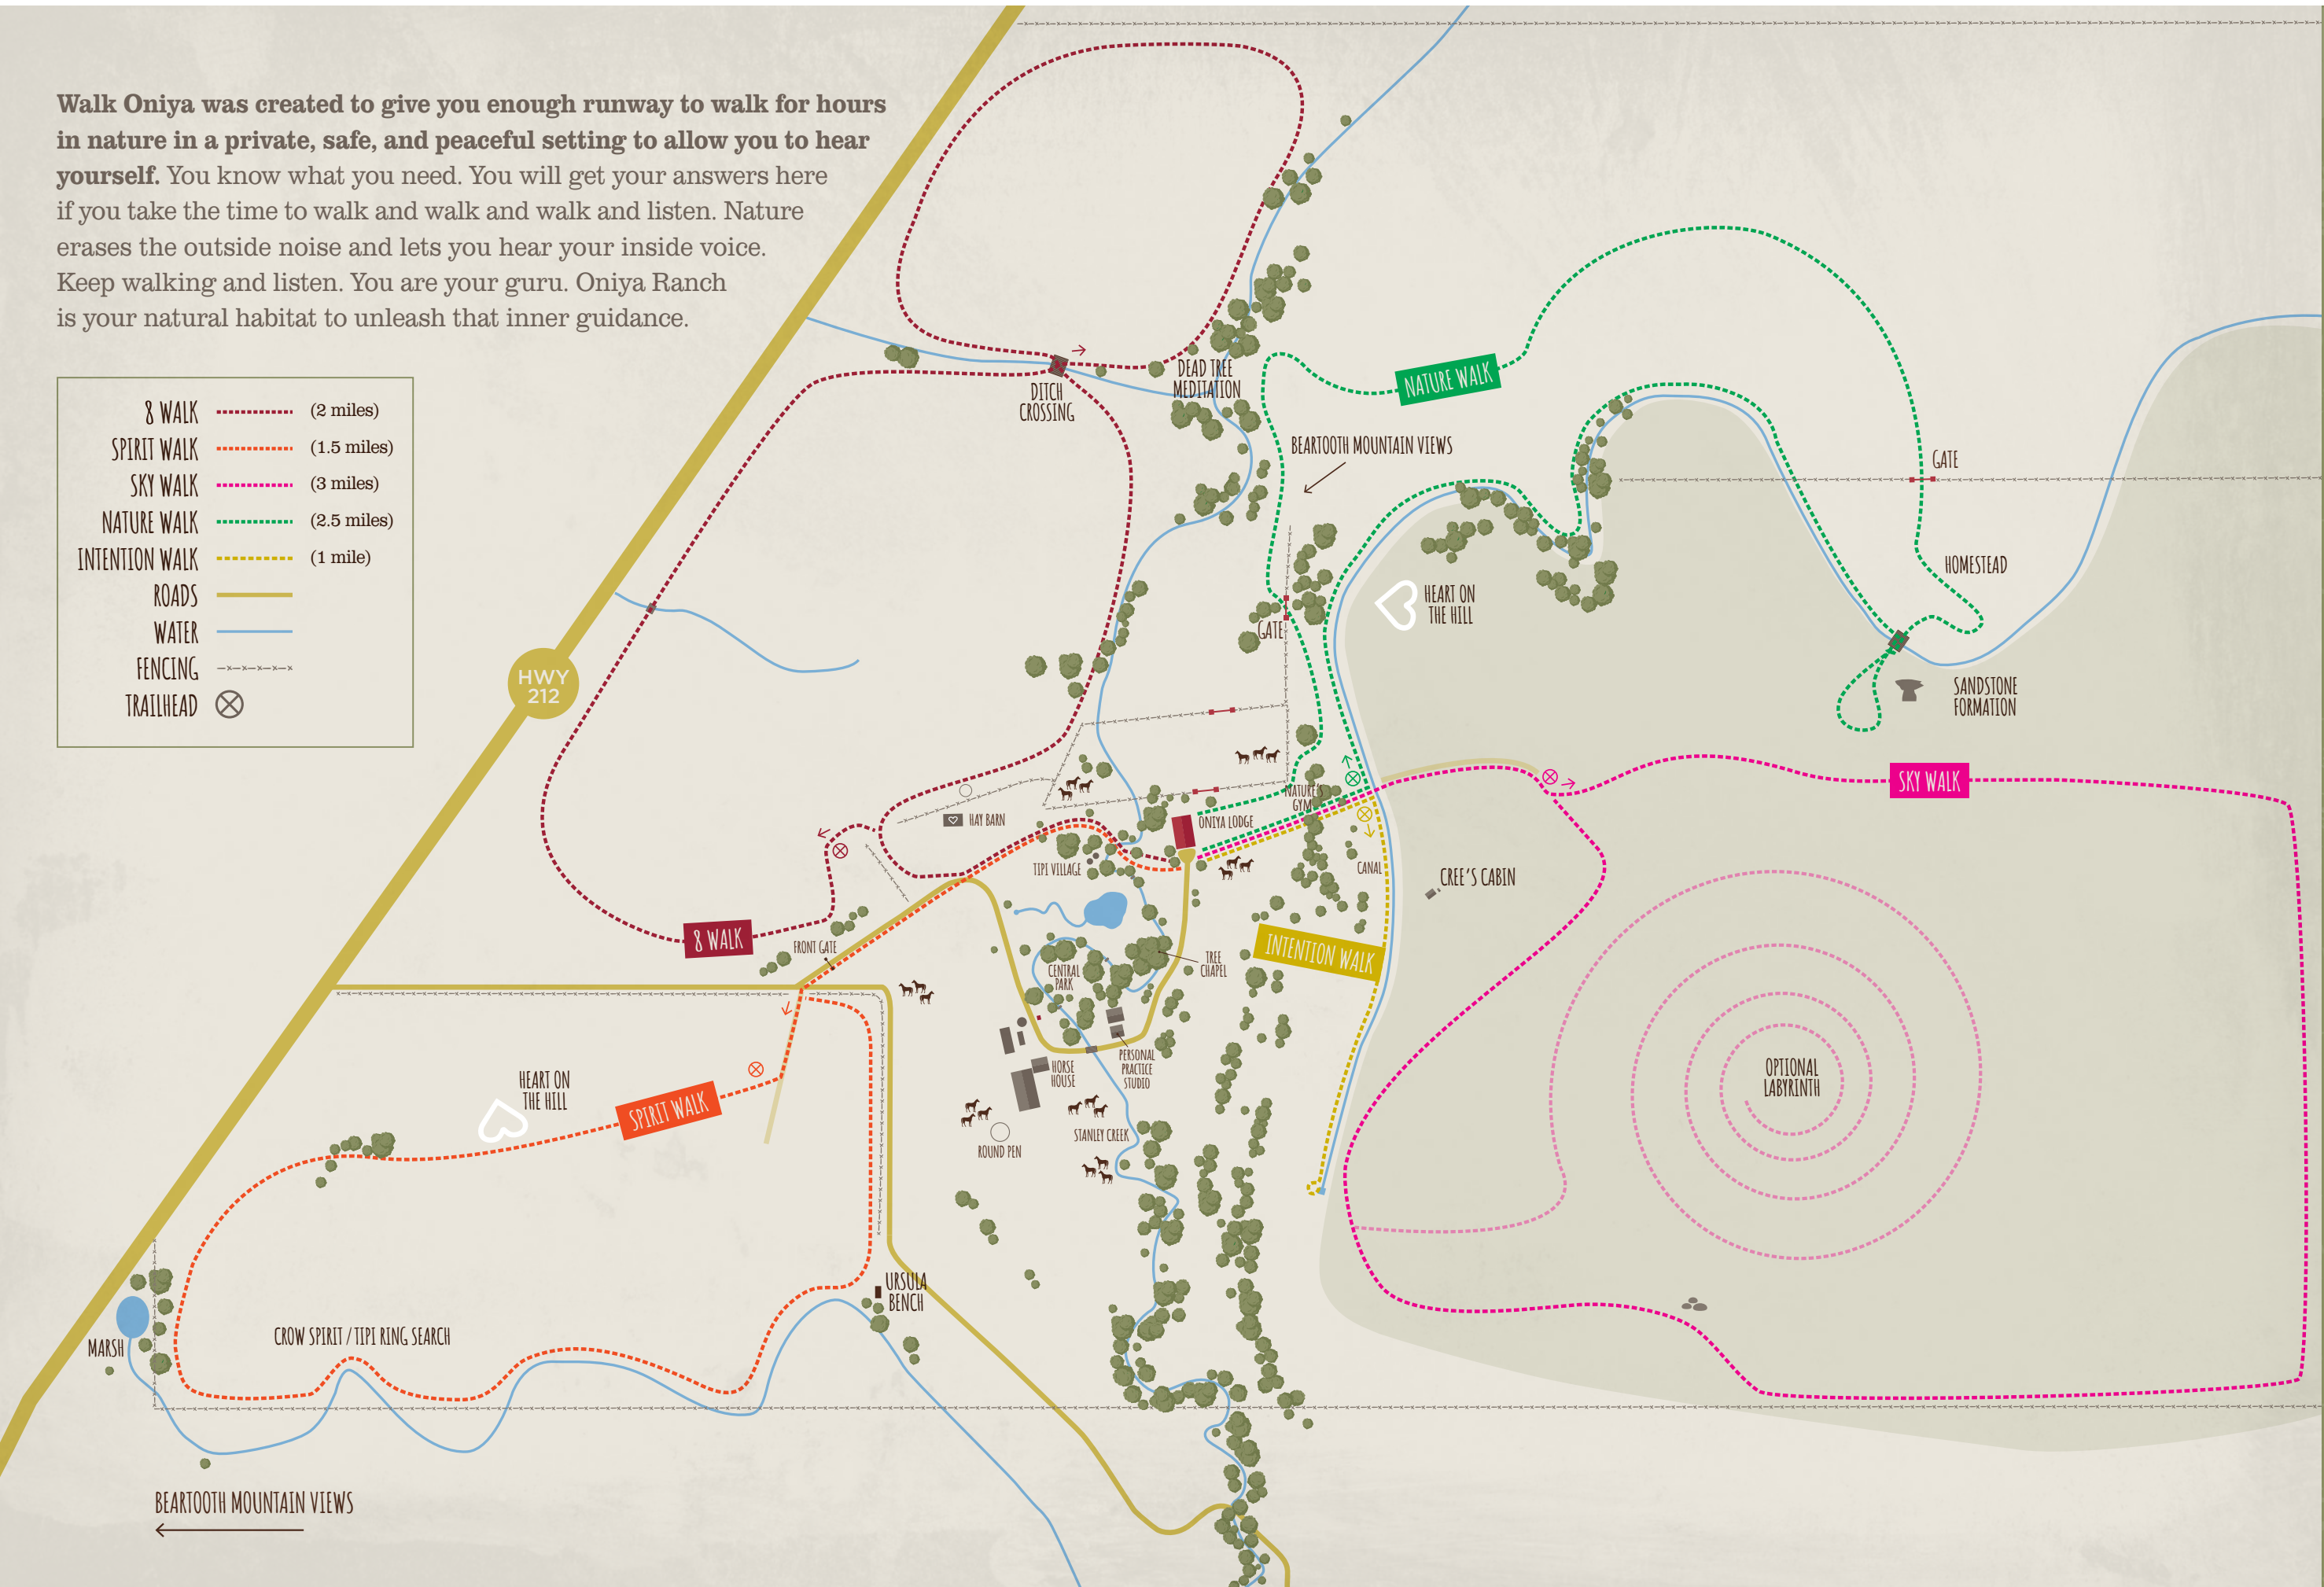 Walk Oniya was created to give you enough runway to walk for hours
in nature in a private, safe, and peaceful setting to allow you to hear
yourself. You know what you need. You will get your answers here
if you take the time to walk and walk and walk and listen. Nature
erases the outside noise and lets you hear your inside voice.
Keep walking and listen. You are your guru. Oniya Ranch
is your natural habitat to unleash that inner guidance.
8 WALK (2 miles)
SPIRIT WALK (1.5 miles)
SKY WALK (3 miles)
NATURE WALK (2.5 miles)
INTENTION WALK (1 mile)
ROADS
WATER
FENCING
TRAILHEAD
HWY
212
DITCH
CROSSING
DEAD TREE
MEDITATION
NATURE WALK
BEARTOOTH MOUNTAIN VIEWS
GATE
HOMESTEAD
HEART ON
THE HILL
GATE
SANDSTONE
FORMATION
SKY WALK
NATURE'S
GYM
ONIYA LODGE
HAY BARN
TIPI VILLAGE
CANAL
CREE'S CABIN
8 WALK
FRONT GATE
INTENTION WALK
TREE
CHAPEL
CENTRAL
PARK
PERSONAL
PRACTICE
STUDIO
HORSE
HOUSE
OPTIONAL
LABYRINTH
HEART ON
THE HILL
SPIRIT WALK
STANLEY CREEK
ROUND PEN
URSULA
BENCH
CROW SPIRIT / TIPI RING SEARCH
MARSH
BEARTOOTH MOUNTAIN VIEWS